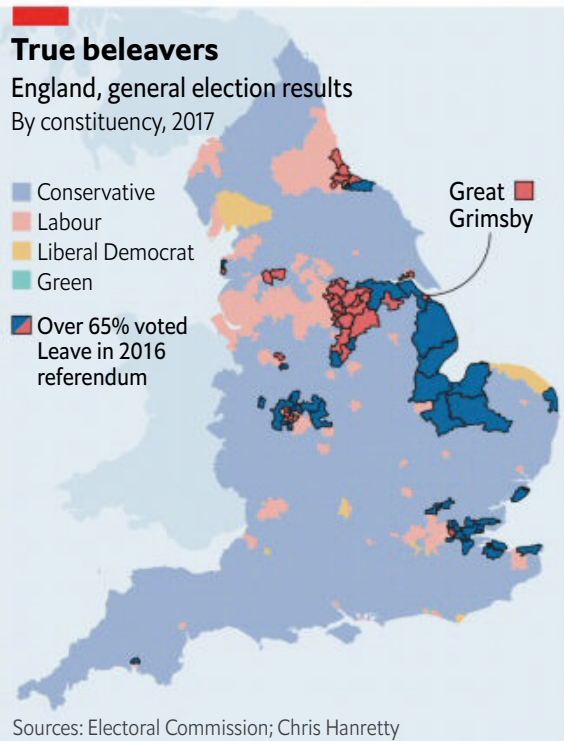 True beleavers
England, general election results
By constituency, 2017
Conservative
Labour
Liberal Democrat
Green
Over 65% voted
Leave in 2016
referendum
Great
Grimsby
Sources: Electoral Commission; Chris Hanretty